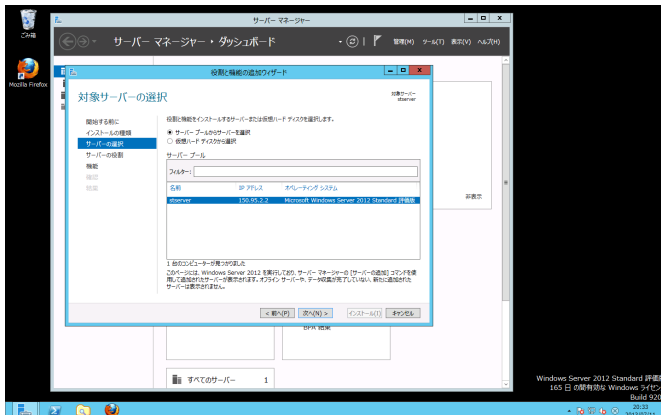 ごみ箱
Mozilla Firefox
サーバー マネージャー
サーバー マネージャー ・ ダッシュボード
管理(M) ツール(T) 表示(V) ヘルプ(H)
役割と機能の追加ウィザード
対象サーバーの選択
対象サーバー
stserver
開始する前に
インストールの種類
サーバーの選択
サーバーの役割
機能
確認
結果
役割と機能をインストールするサーバーまたは仮想ハード ディスクを選択します。
サーバー プールからサーバーを選択
仮想ハード ディスクから選択
サーバー プール
フィルター:
名前 IP アドレス オペレーティング システム
stserver 150.95.2.2 Microsoft Windows Server 2012 Standard 評価版
1 台のコンピューターが見つかりました
このページには、Windows Server 2012 を実行しており、サーバー マネージャーの [サーバーの追加] コマンドを使
用して追加されたサーバーが表示されます。オフライン サーバーや、データ収集が完了していない、新たに追加された
サーバーは表示されません。
< 前へ(P) 次へ(N) > インストール(I) キャンセル
非表示
BPA 結果
すべてのサーバー 1
Windows Server 2012 Standard 評価
165 日 の間有効な Windows ライセン
Build 920
20:33